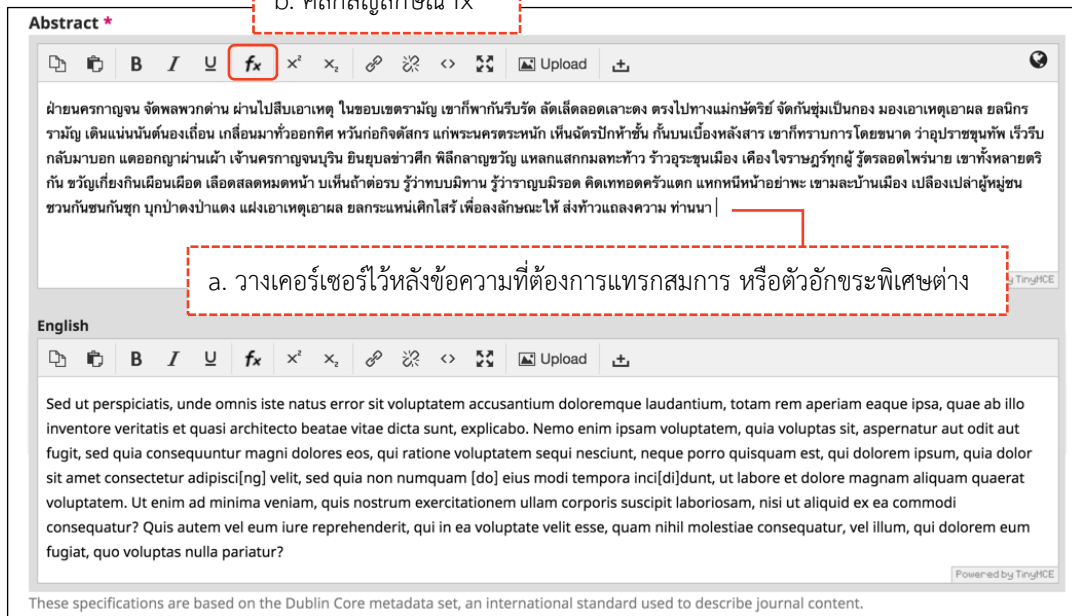 b. คลิกสัญลักษณ์ fx
Abstract *
B I U fx x² x₂ <> Upload
ฝ่ายนครกาญจน จัดพลพวกด่าน ผ่านไปสืบเอาเหตุ ในขอบเขตรามัญ เขาก็พากันรีบรัด ลัดเล็ดลอดเลาะดง ตรงไปทางแม่กษัตริย์ จัดกันซุ่มเป็นกอง มองเอาเหตุเอาผล ยลนิกร
รามัญ เดินแน่นนันต์นองเถื่อน เกลื่อนมาทั่วออกทิศ หวันก่อกิจดัสกร แก่พระนครตระหนัก เห็นฉัตรปักห้าชั้น กั้นบนเบื้องหลังสาร เขาก็ทราบการโดยขนาด ว่าอุปราชขุนทัพ เร็วรีบ
กลับมาบอก แดออกญาผ่านเผ้า เจ้านครกาญจนบุริน ยินยุบลข่าวศึก พิลึกลาญขวัญ แหลกแสกกมลทะท้าว ร้าวอุระขุนเมือง เคืองใจราษฎร์ทุกผู้ รู้ตรลอดไพร่นาย เขาทั้งหลายตริ
กัน ขวัญเกี่ยงกินเผือนเผือด เลือดสลดหมดหน้า บเห็นถ้าต่อรบ รู้ว่าทบบมิทาน รู้ว่าราญบมิรอด คิดเททอดครัวแตก แหกหนีหน้าอย่าพะ เขามละบ้านเมือง เปลืองเปล่าผู้หมู่ชน
ชวนกันซนกันซุก บุกป่าดงป่าแดง แฝงเอาเหตุเอาผล ยลกระแหน่เศิกไสร้ เพื่อลงลักษณะให้ ส่งท้าวแถลงความ ท่านนา
a. วางเคอร์เซอร์ไว้หลังข้อความที่ต้องการแทรกสมการ หรือตัวอักขระพิเศษต่าง
y TinyMCE
English
B I U fx x² x₂ <> Upload
Sed ut perspiciatis, unde omnis iste natus error sit voluptatem accusantium doloremque laudantium, totam rem aperiam eaque ipsa, quae ab illo
inventore veritatis et quasi architecto beatae vitae dicta sunt, explicabo. Nemo enim ipsam voluptatem, quia voluptas sit, aspernatur aut odit aut
fugit, sed quia consequuntur magni dolores eos, qui ratione voluptatem sequi nesciunt, neque porro quisquam est, qui dolorem ipsum, quia dolor
sit amet consectetur adipisci[ng] velit, sed quia non numquam [do] eius modi tempora inci[di]dunt, ut labore et dolore magnam aliquam quaerat
voluptatem. Ut enim ad minima veniam, quis nostrum exercitationem ullam corporis suscipit laboriosam, nisi ut aliquid ex ea commodi
consequatur? Quis autem vel eum iure reprehenderit, qui in ea voluptate velit esse, quam nihil molestiae consequatur, vel illum, qui dolorem eum
fugiat, quo voluptas nulla pariatur?
Powered by TinyMCE
These specifications are based on the Dublin Core metadata set, an international standard used to describe journal content.